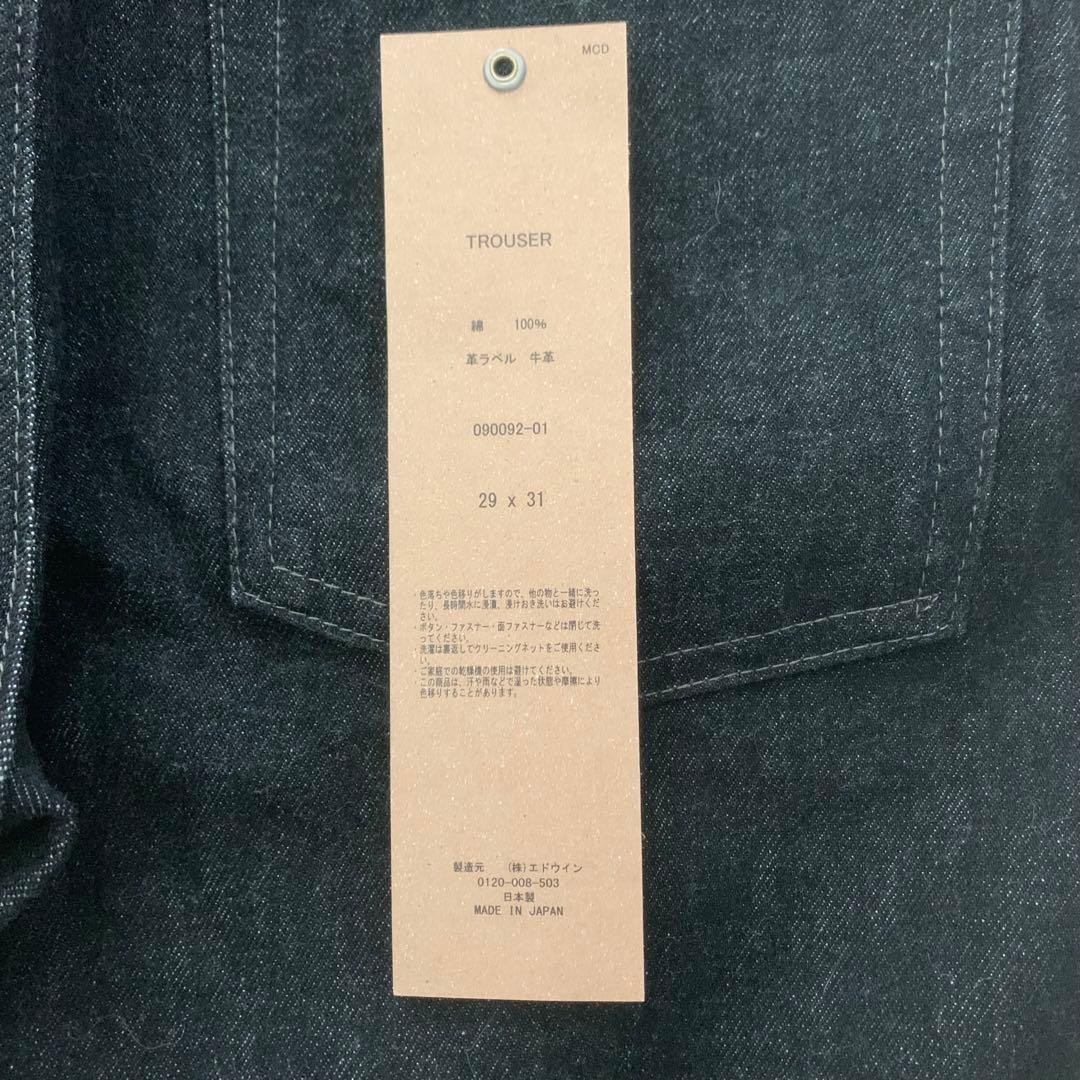 MCD
TROUSER
綿　　100%
革ラベル　牛革
090092-01
29 x 31
・色落ちや色移りがしますので、他の物と一緒に洗っ
たり、長時間水に浸漬、浸けおき洗いはお避けくだ
さい。
・ボタン・ファスナー・面ファスナーなどは閉じて洗
ってください。
・洗濯は裏返してクリーニングネットをご使用くださ
い。
・ご家庭での乾燥機の使用は避けてください。
・この商品は、汗や雨などで湿った状態や摩擦により
色移りすることがあります。
製造元　(株)エドウイン
0120-008-503
日本製
MADE IN JAPAN